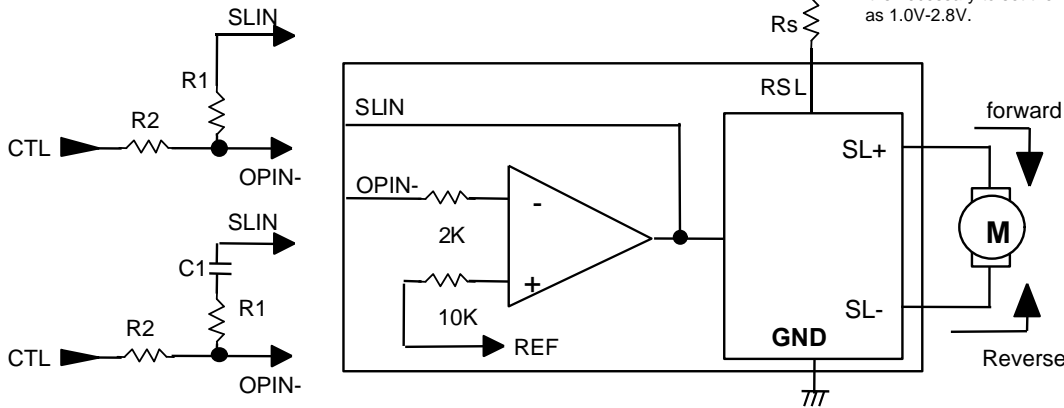 as 1.0V-2.8V.
SLIN
Rs
R1
RSL
SLIN
forward
R2
CTL
SL+
OPIN-
OPIN-
-
SLIN
2K
M
C1
+
R1
SL-
10K
R2
GND
REF
CTL
Reverse
OPIN-